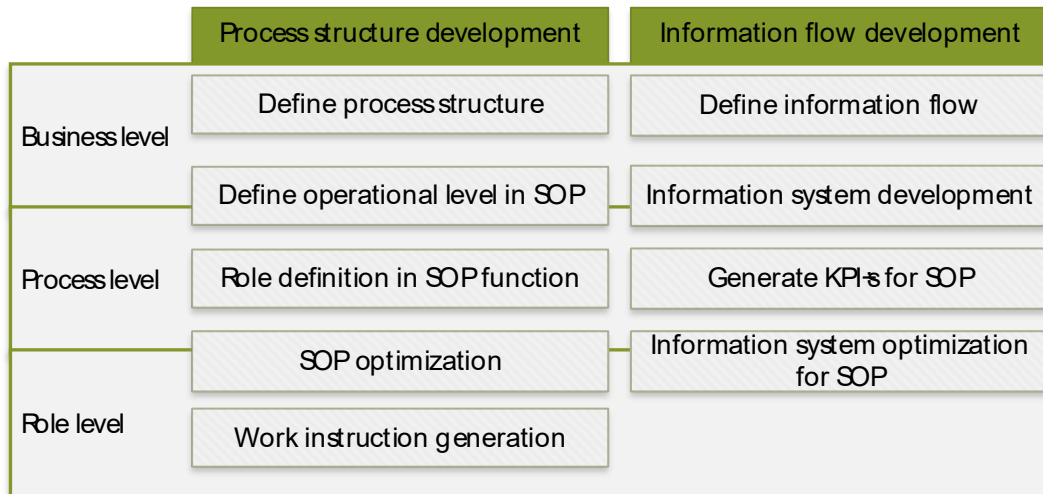 Process structure development
Information flow development
Business level
Define process structure
Define information flow
Define operational level in SOP
Information system development
Process level
Role definition in SOP function
Generate KPI-s for SOP
SOP optimization
Information system optimization
for SOP
Role level
Work instruction generation